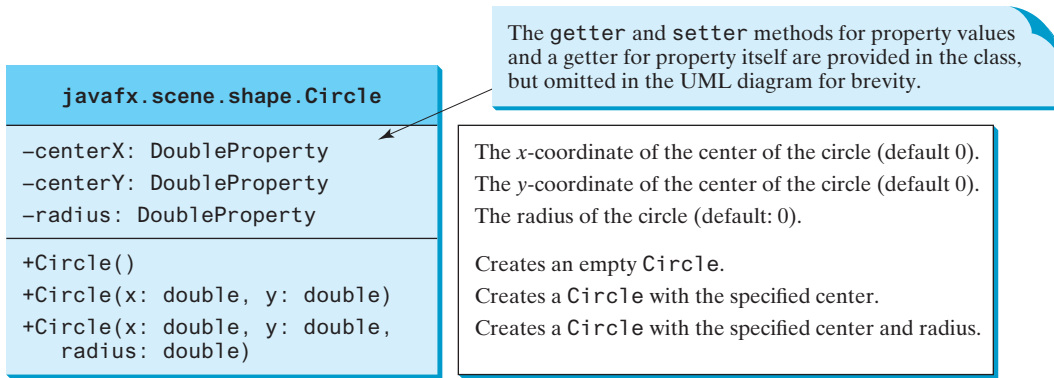 The getter and setter methods for property values
and a getter for property itself are provided in the class,
but omitted in the UML diagram for brevity.
javafx.scene.shape.Circle
–centerX: DoubleProperty
–centerY: DoubleProperty
–radius: DoubleProperty
The x-coordinate of the center of the circle (default 0).
The y-coordinate of the center of the circle (default 0).
The radius of the circle (default: 0).
+Circle()
+Circle(x: double, y: double)
+Circle(x: double, y: double,
radius: double)
Creates an empty Circle.
Creates a Circle with the specified center.
Creates a Circle with the specified center and radius.